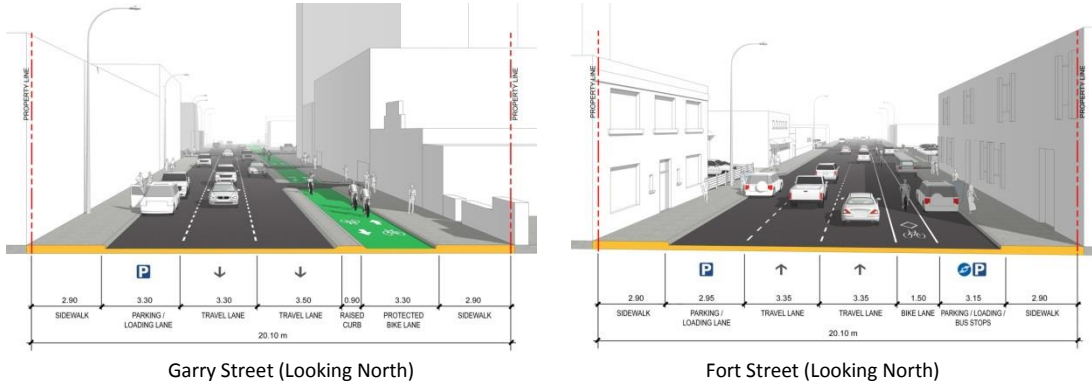 PROPERTY LINE
PROPERTY LINE
P
2.90 3.30 3.30 3.50 0.90 3.30 2.90
SIDEWALK PARKING / LOADING LANE TRAVEL LANE TRAVEL LANE RAISED CURB PROTECTED BIKE LANE SIDEWALK
20.10 m
Garry Street (Looking North)
PROPERTY LINE
PROPERTY LINE
P P
2.90 2.95 3.35 3.35 1.50 3.15 2.90
SIDEWALK PARKING / LOADING LANE TRAVEL LANE TRAVEL LANE BIKE LANE PARKING / LOADING / BUS STOPS SIDEWALK
20.10 m
Fort Street (Looking North)